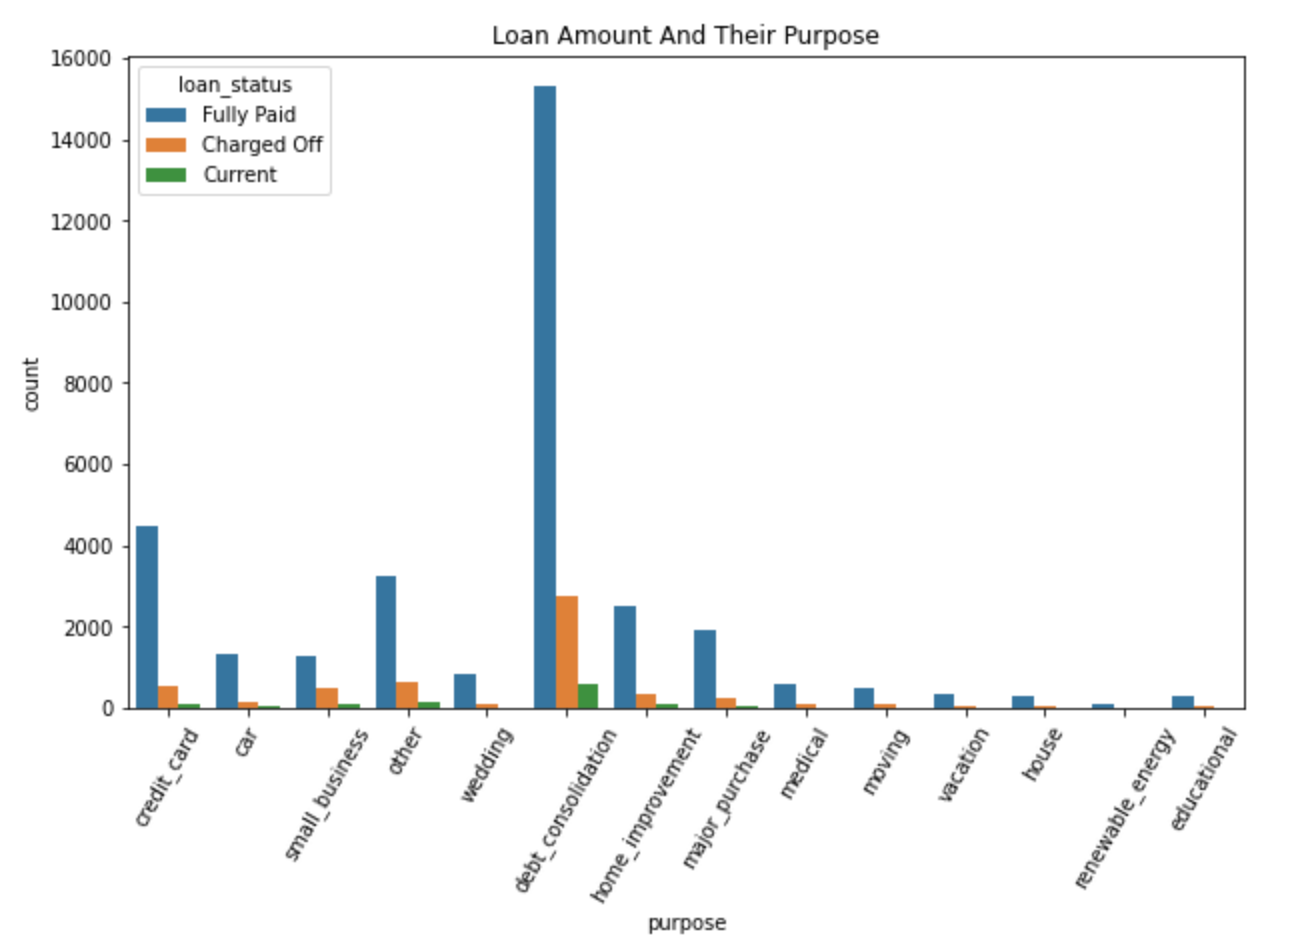 Loan Amount And Their Purpose
loan_status
Fully Paid
Charged Off
Current
16000
14000
12000
10000
8000
6000
4000
2000
0
count
credit_card
car
small_business
other
wedding
debt_consolidation
home_improvement
major_purchase
medical
moving
vacation
house
renewable_energy
educational
purpose